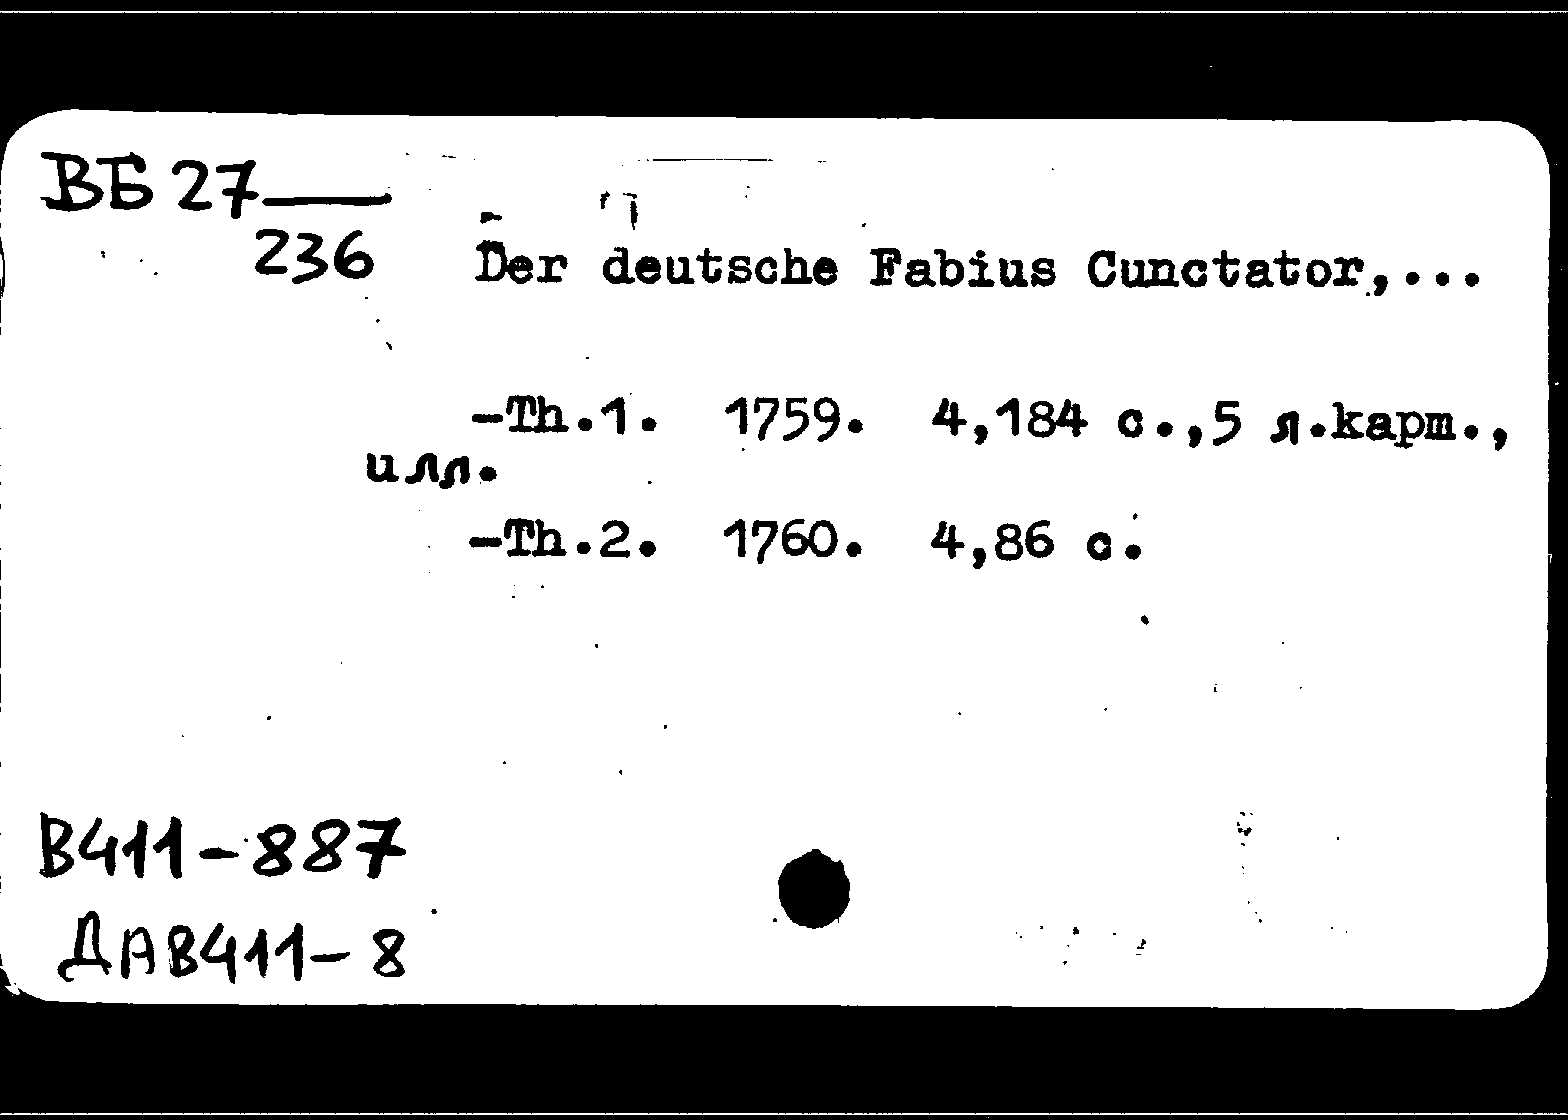 ВБ 27
236
Der deutsche Fabius Cunctator,...
-Th.1. 1759. 4,184 с.,5 л.карт.,
илл.
-Th.2. 1760. 4,86 с.
В411-887
ДАВ411-8